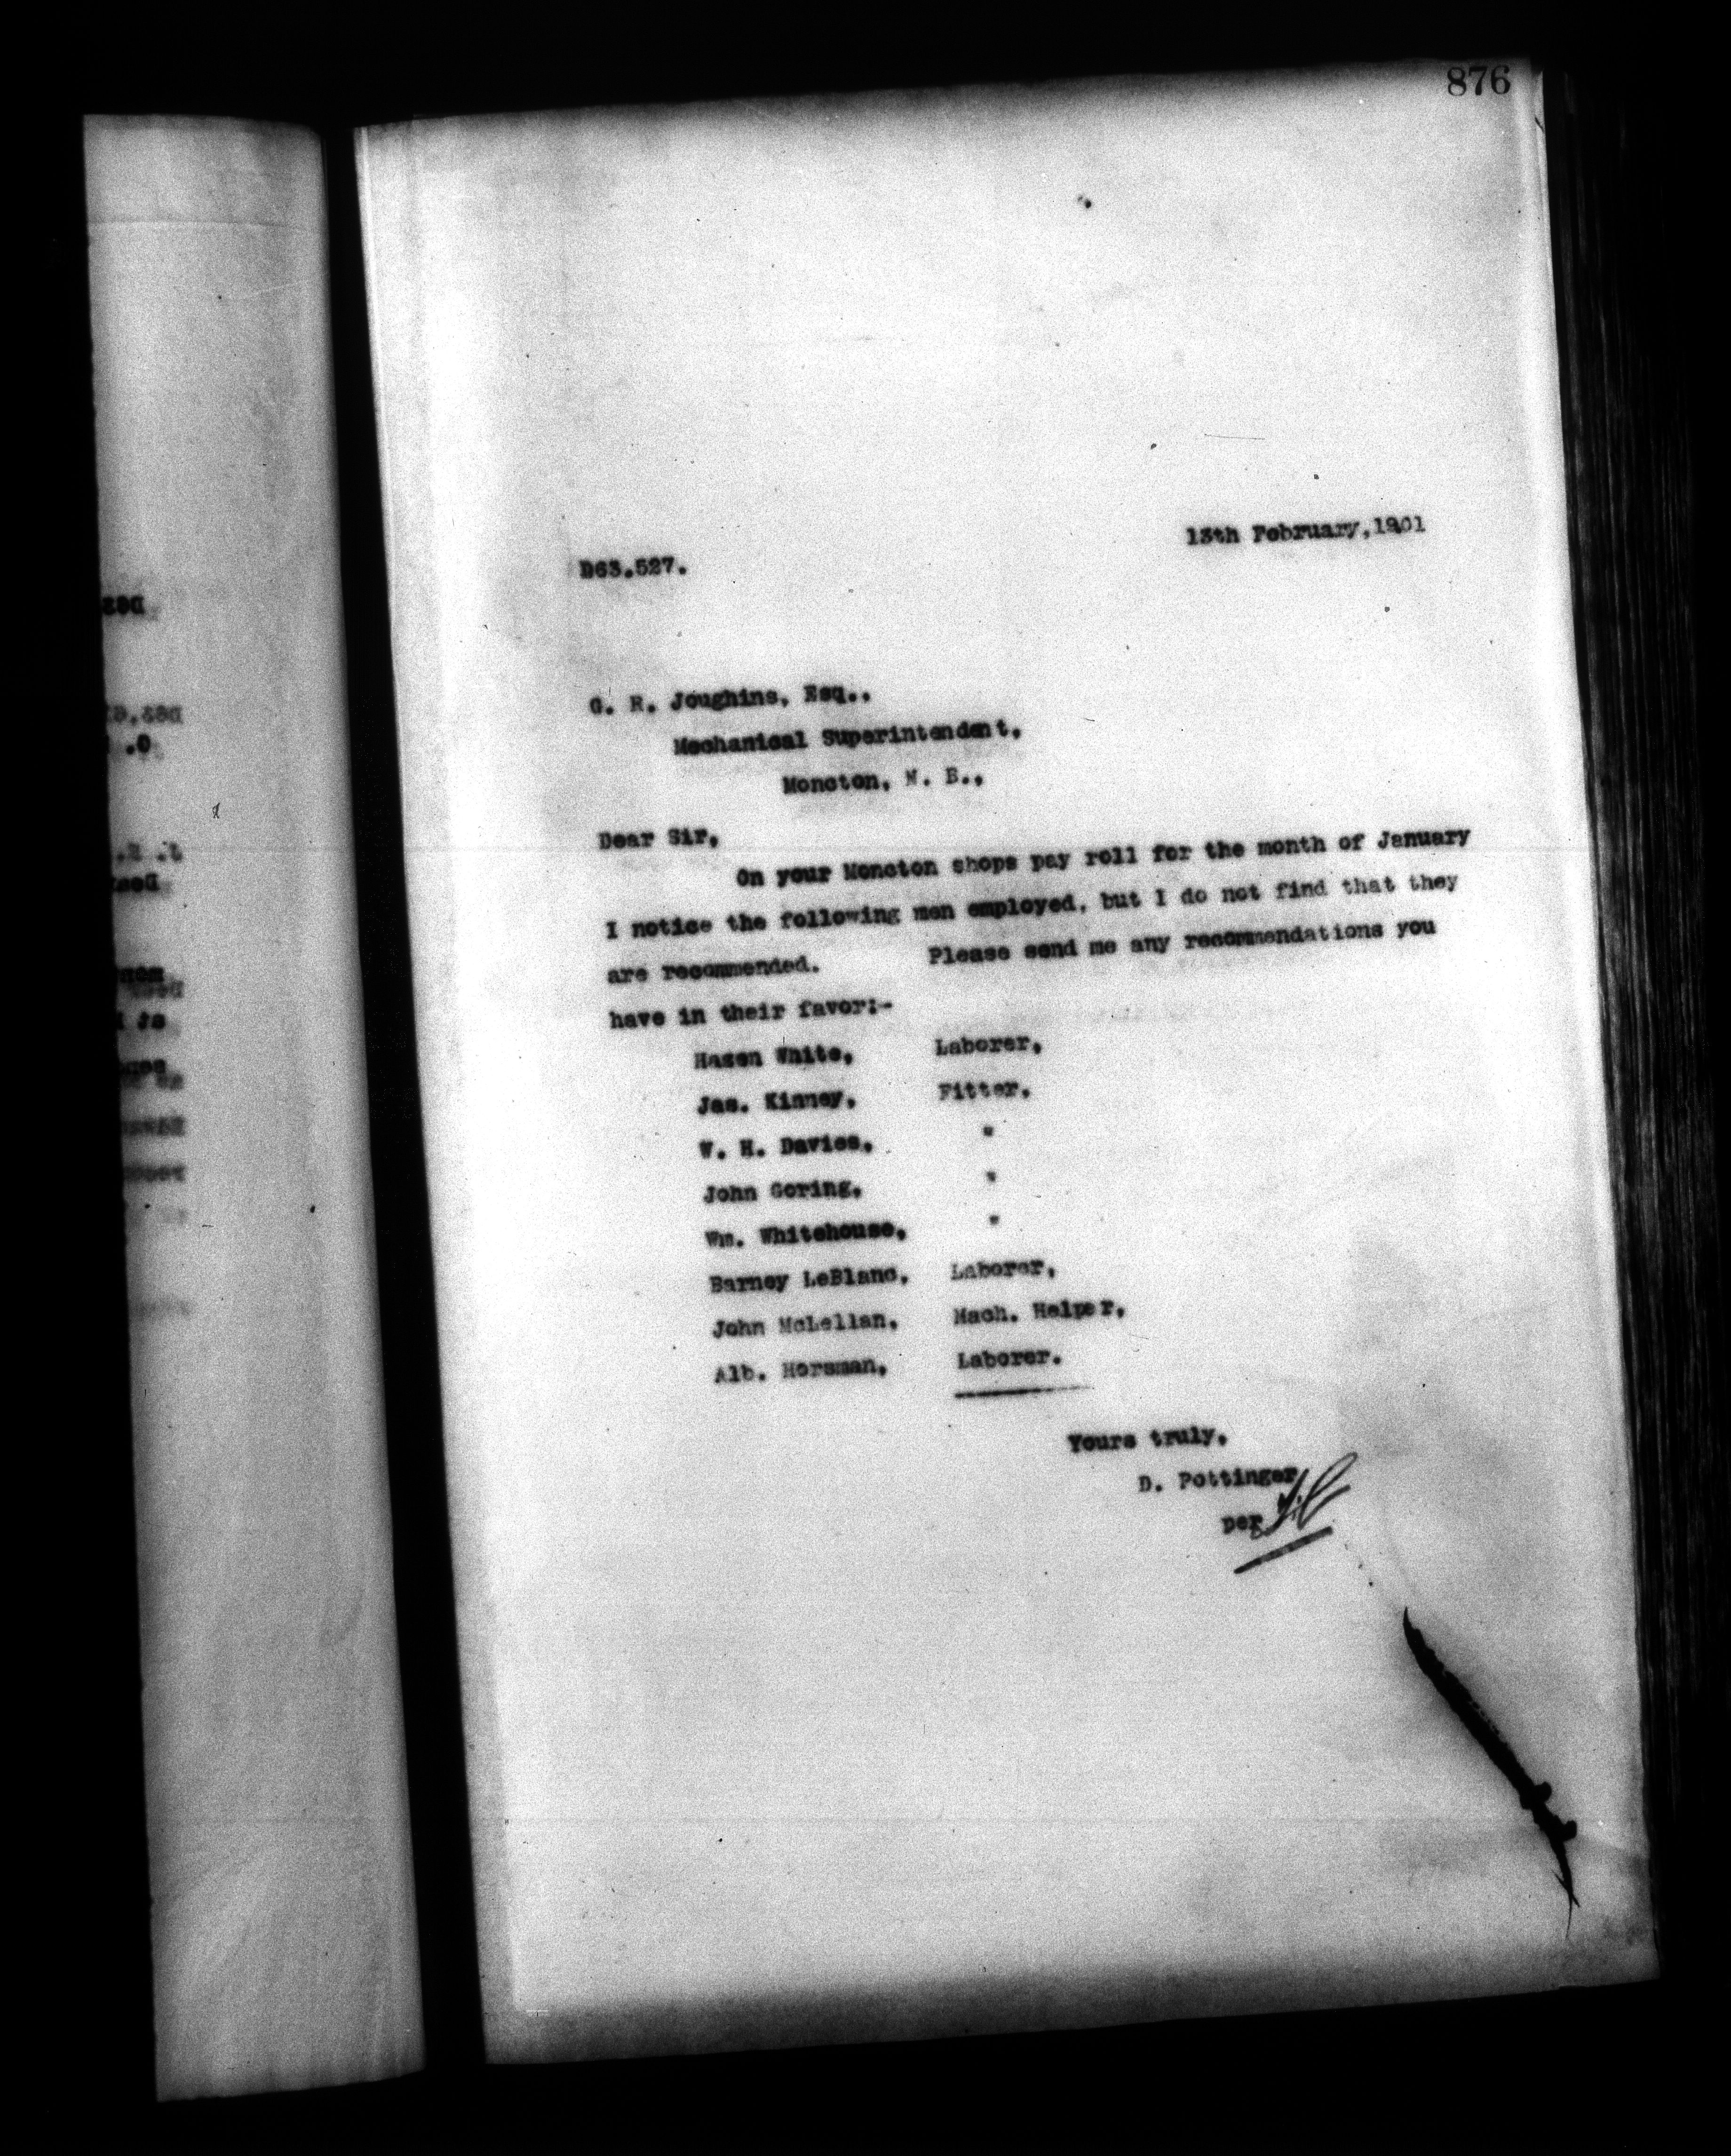 876
13th February, 1901
D63.527.
G. R. Joughins, Esq.,
Mechanical Superintendent,
Moncton, N. B.,
Dear Sir,
On your Moncton shops pay roll for the month of January
I notice the following men employed, but I do not find that they
are recommended. Please send me any recommendations you
have in their favor:-
Hasen White, Laborer,
Jas. Kinney, Fitter,
W. H. Davies, "
John Goring, "
Wm. Whitehouse, "
Barney LeBlanc, Laborer,
John McLellan, Mach. Helper,
Alb. Horsman, Laborer.
Yours truly,
D. Pottinger
per